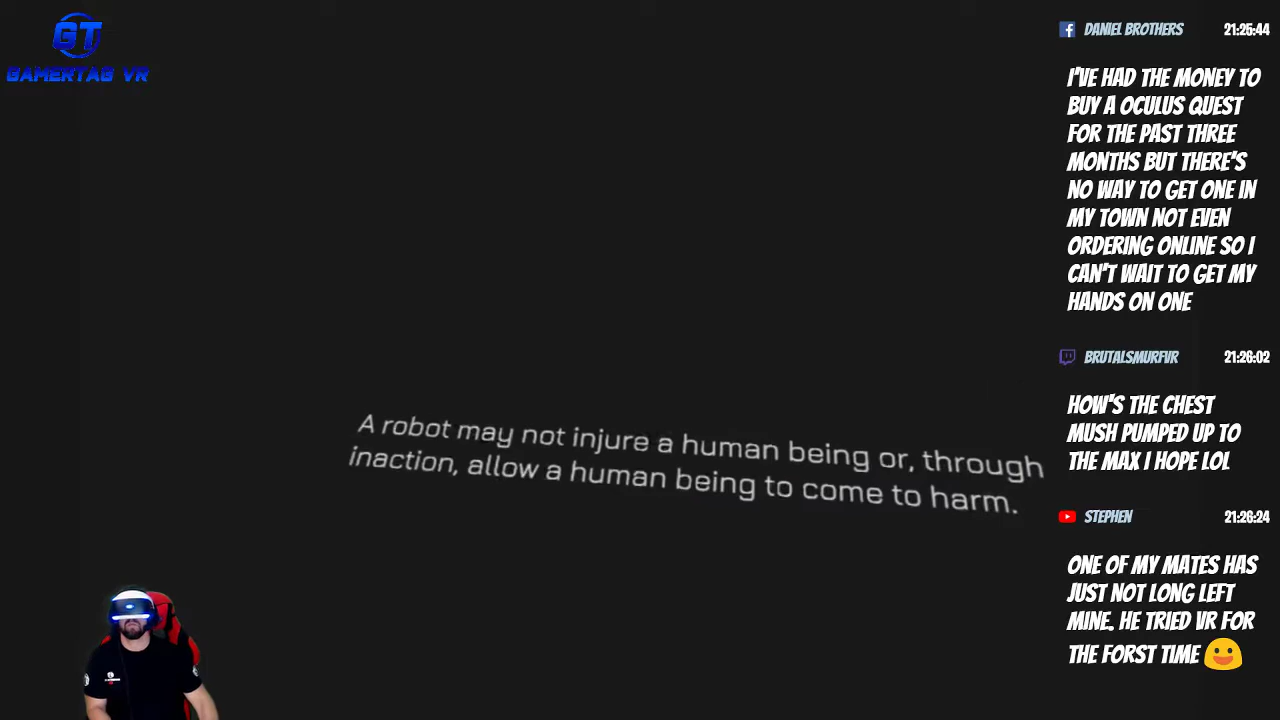 GT
GAMERTAG VR
A robot may not injure a human being or, through
inaction, allow a human being to come to harm.
DANIEL BROTHERS 21:25:44
I'VE HAD THE MONEY TO
BUY A OCULUS QUEST
FOR THE PAST THREE
MONTHS BUT THERE'S
NO WAY TO GET ONE IN
MY TOWN NOT EVEN
ORDERING ONLINE SO I
CAN'T WAIT TO GET MY
HANDS ON ONE
BRUTALSMURFVR 21:26:02
HOW'S THE CHEST
MUSH PUMPED UP TO
THE MAX I HOPE LOL
STEPHEN 21:26:24
ONE OF MY MATES HAS
JUST NOT LONG LEFT
MINE. HE TRIED VR FOR
THE FORST TIME